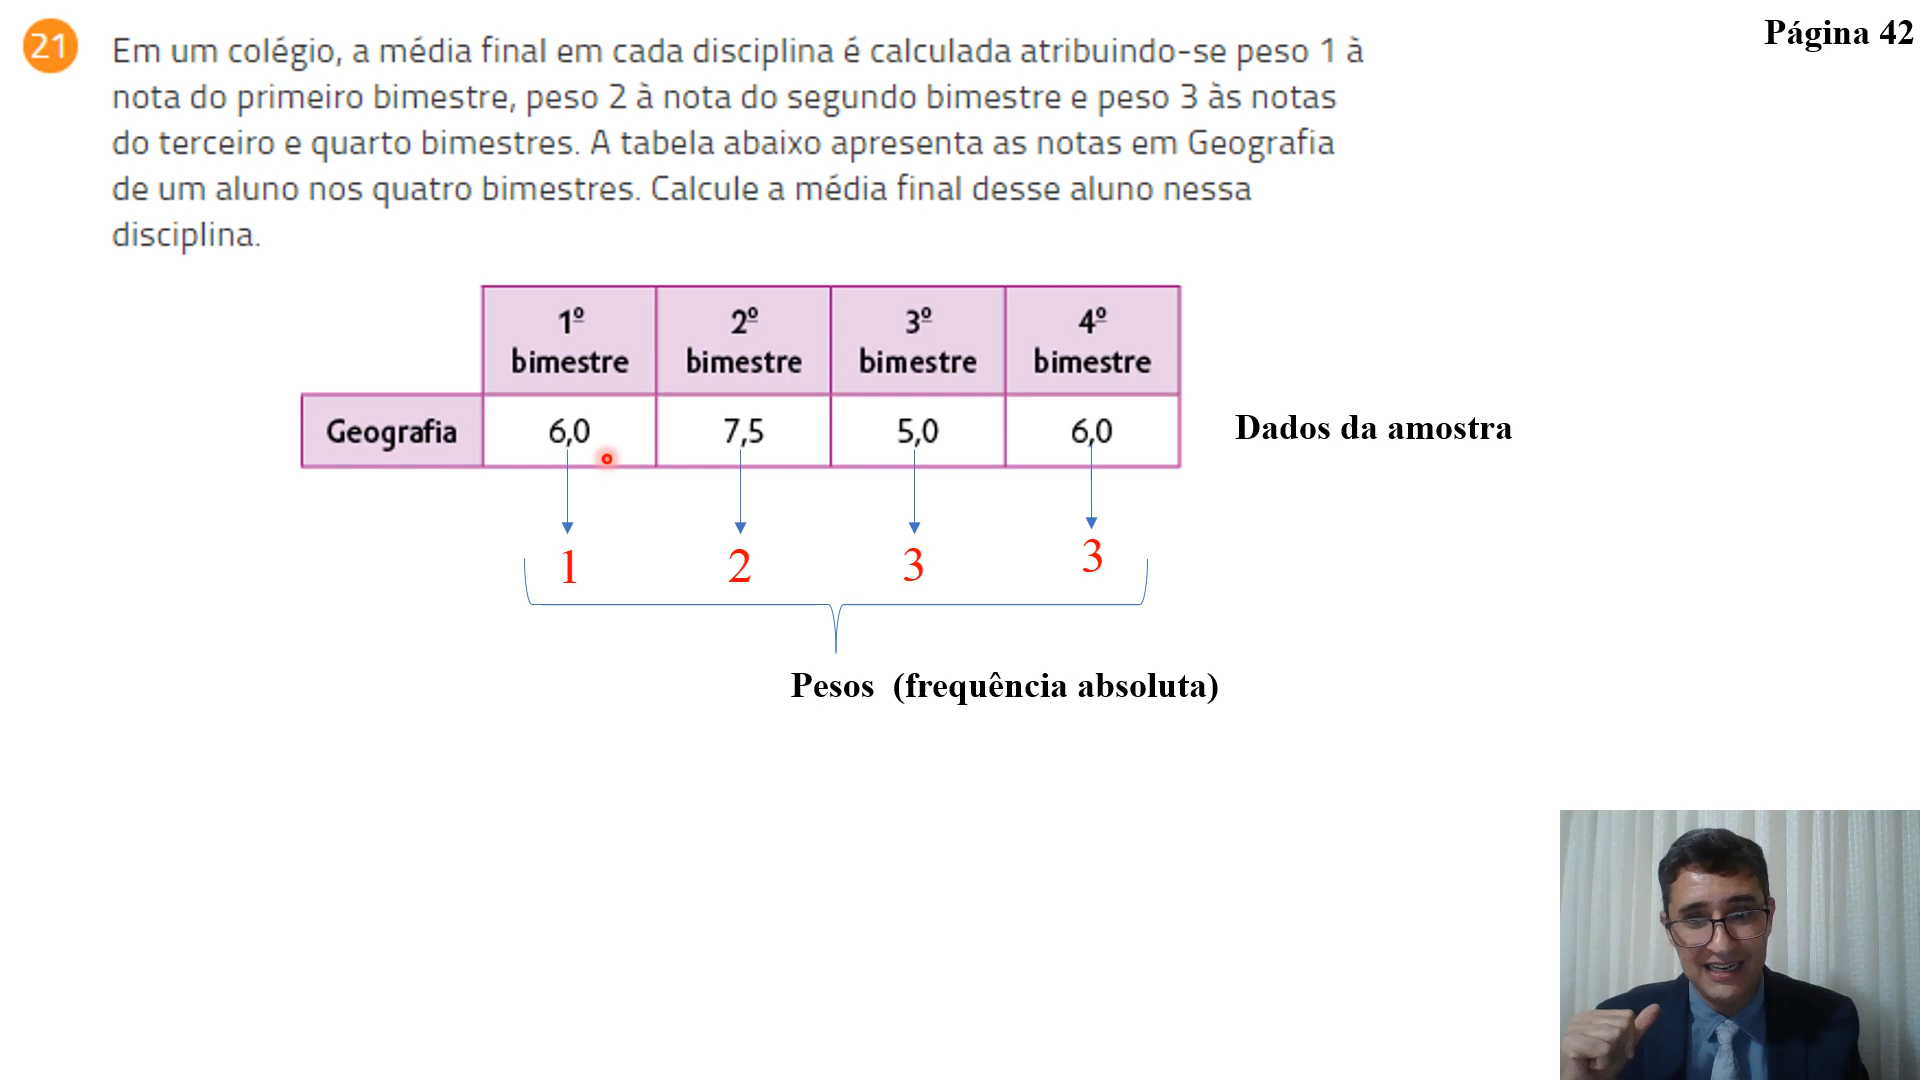 Página 42
21
Em um colégio, a média final em cada disciplina é calculada atribuindo-se peso 1 à
nota do primeiro bimestre, peso 2 à nota do segundo bimestre e peso 3 às notas
do terceiro e quarto bimestres. A tabela abaixo apresenta as notas em Geografia
de um aluno nos quatro bimestres. Calcule a média final desse aluno nessa
disciplina.
1º bimestre 2º bimestre 3º bimestre 4º bimestre
Geografia 6,0 7,5 5,0 6,0
Dados da amostra
1 2 3 3
Pesos (frequência absoluta)